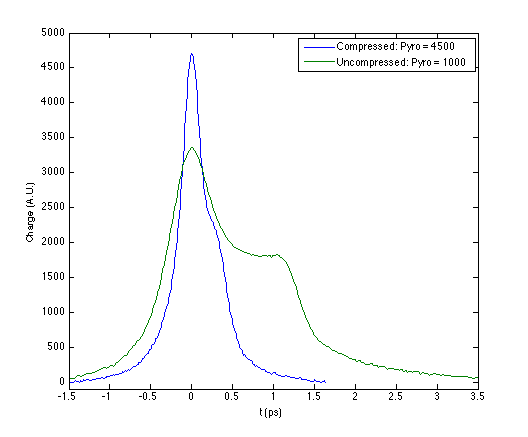 5000
4500
4000
3500
3000
2500
2000
1500
1000
500
0
Charge (A.U.)
Compressed: Pyro = 4500
Uncompressed: Pyro = 1000
-1.5 -1 -0.5 0 0.5 1 1.5 2 2.5 3 3.5
t (ps)